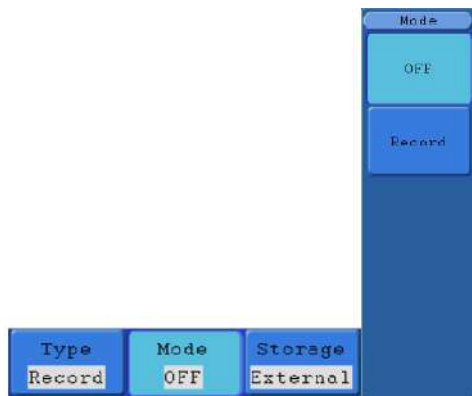 Mode
OFF
Record
Type Mode Storage
Record OFF External